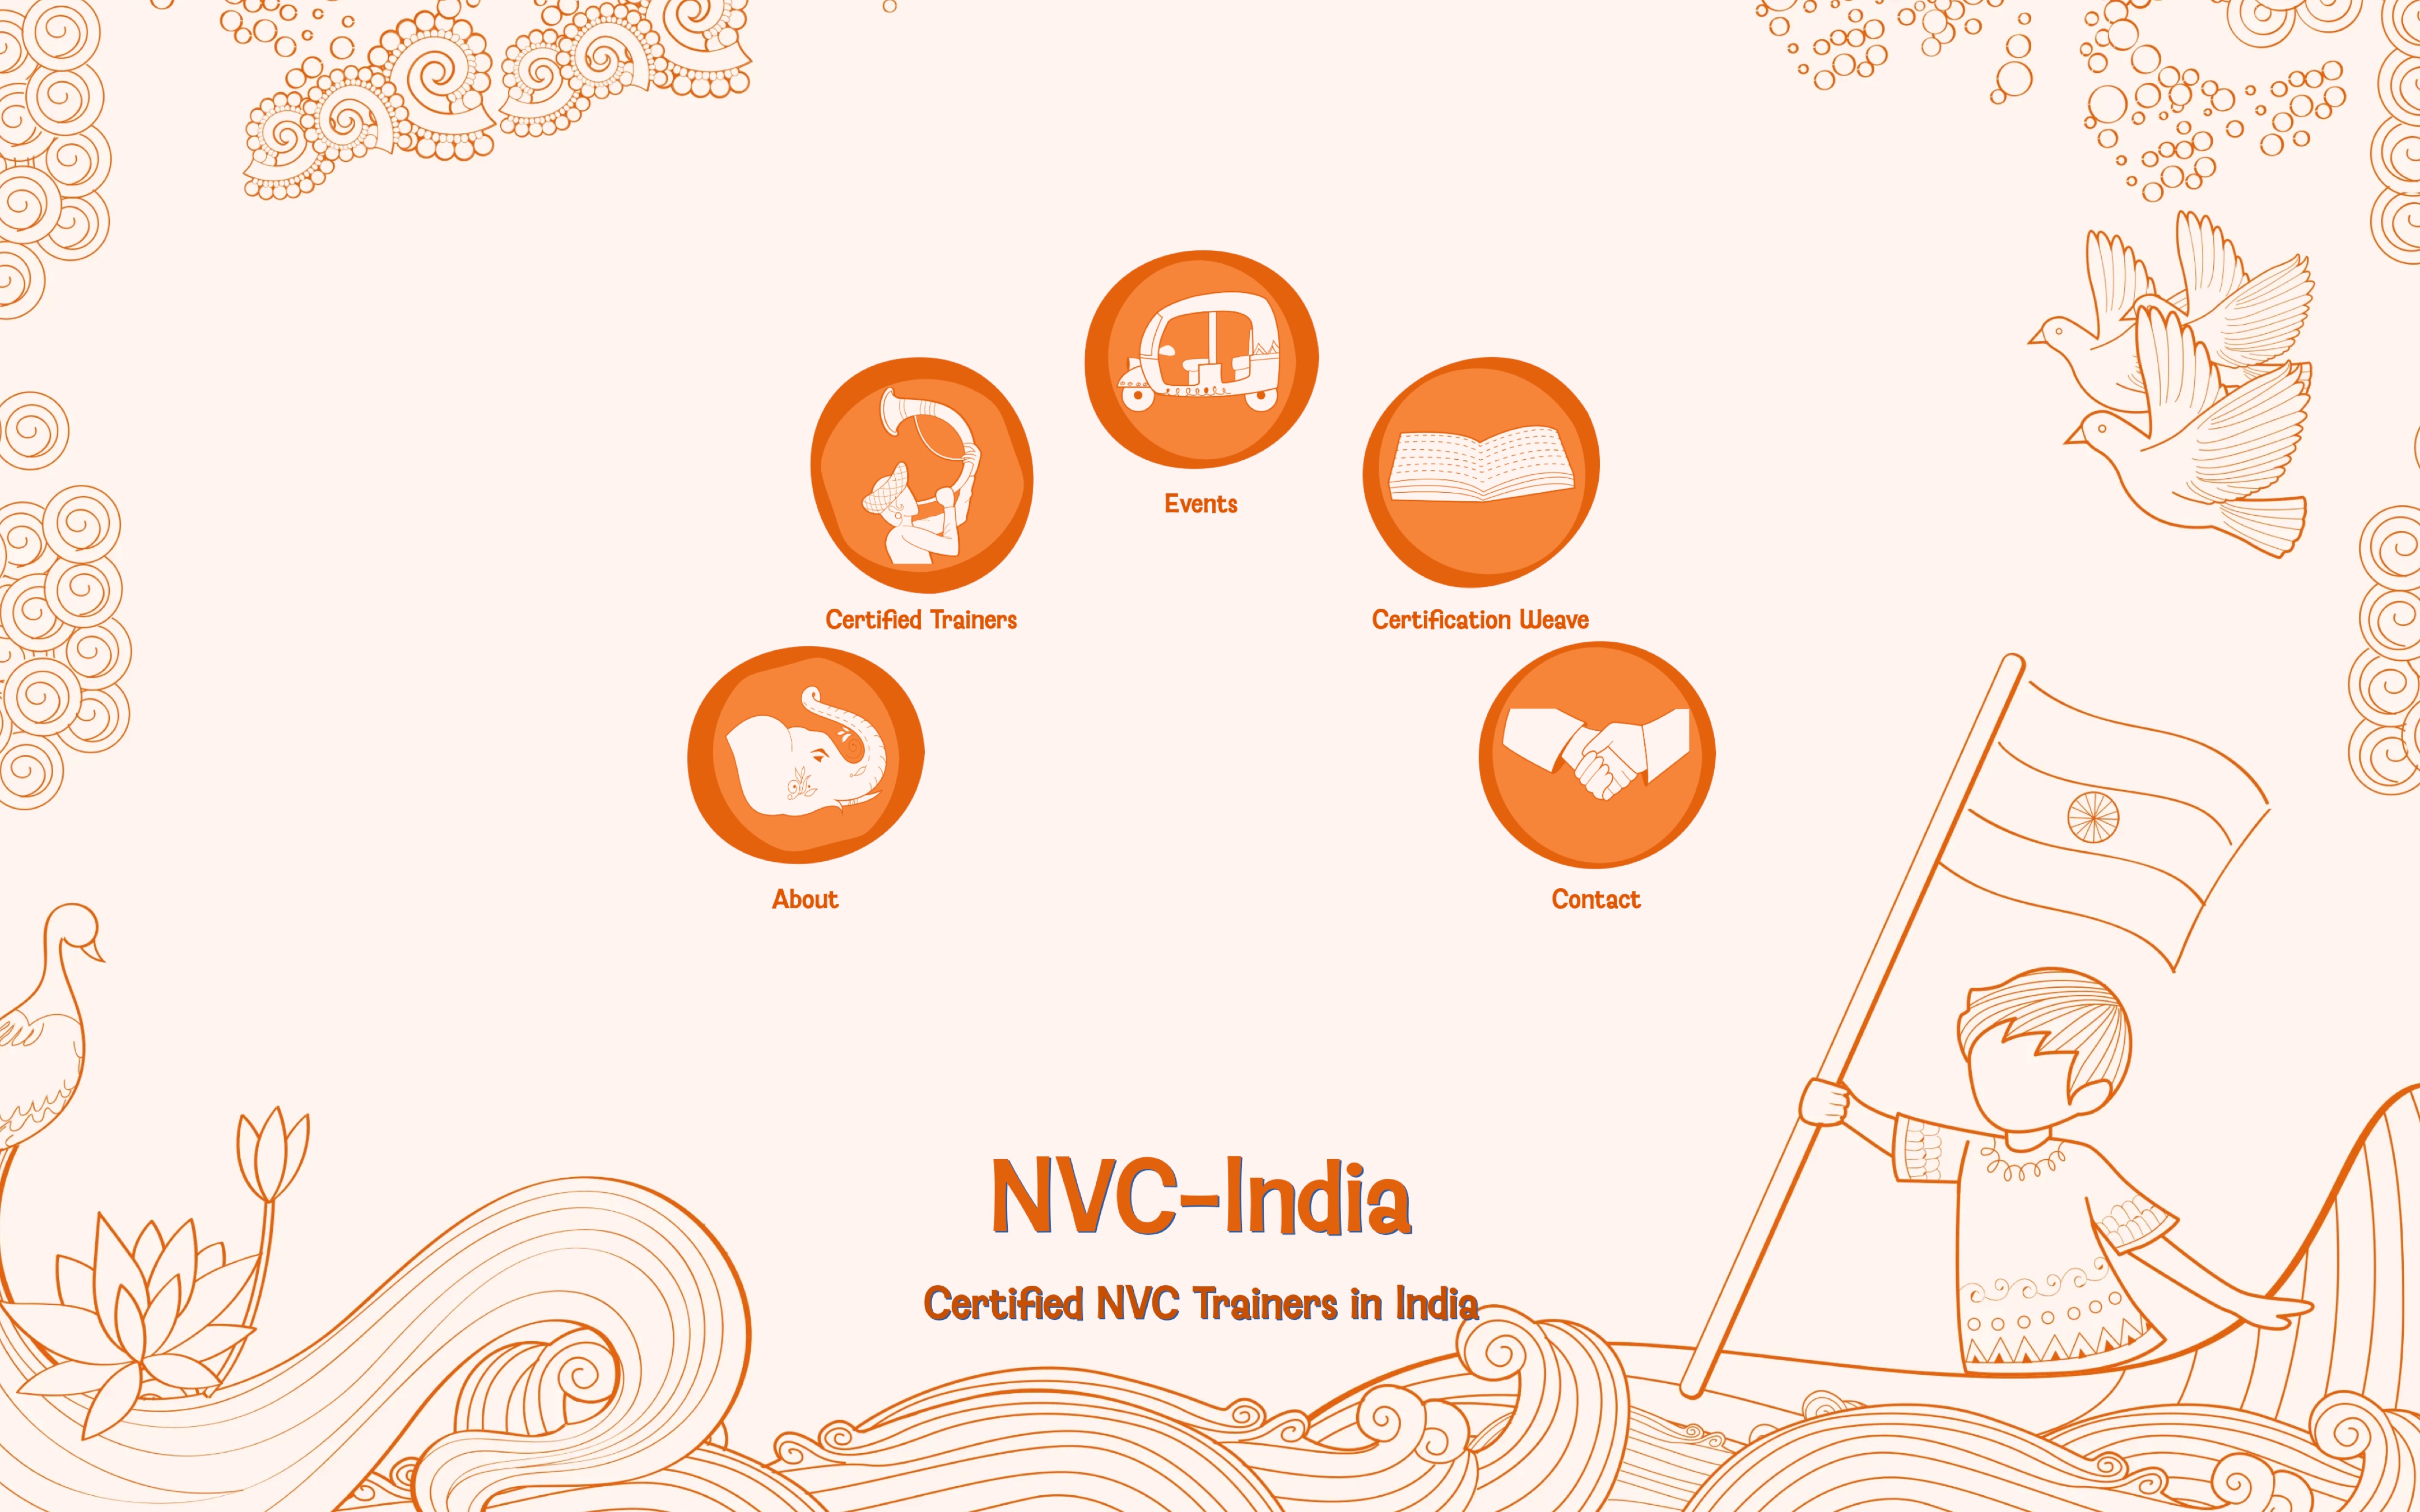 Events
Certified Trainers
Certification Weave
About
Contact
NVC-India
Certified NVC Trainers in India